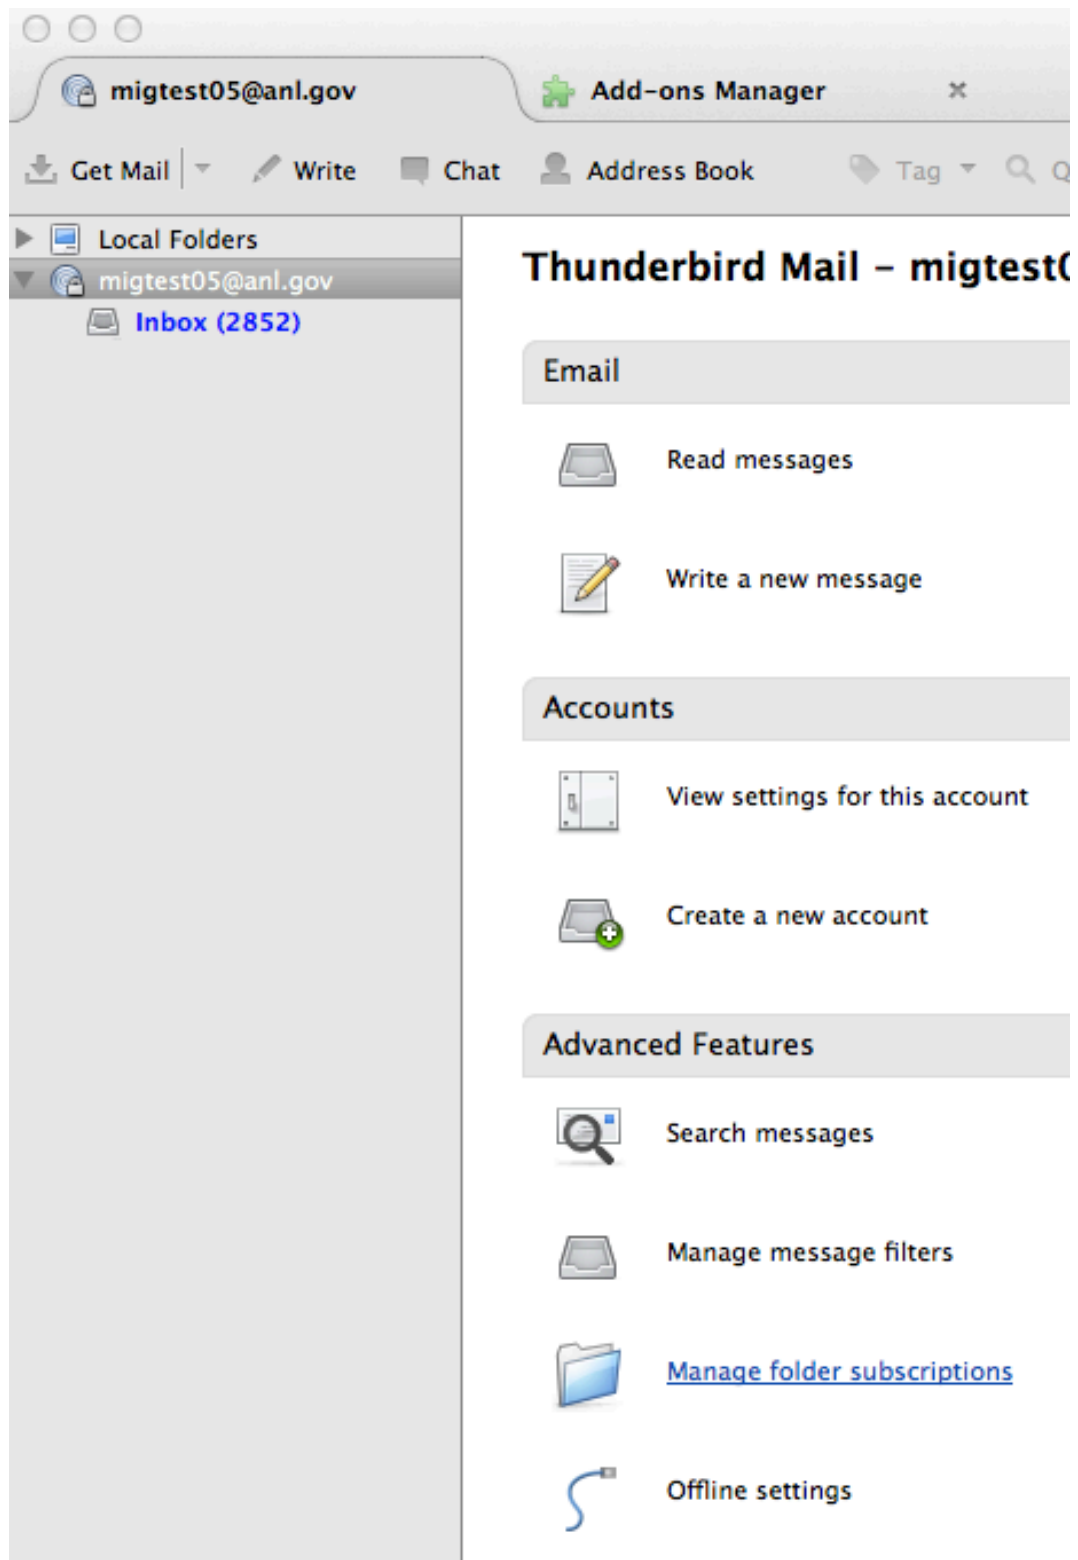 migtest05@anl.gov Add-ons Manager
Get Mail Write Chat Address Book Tag
Local Folders
migtest05@anl.gov
Inbox (2852)
Thunderbird Mail –
Email
Read messages
Write a new message
Accounts
View settings for this account
Create a new account
Advanced Features
Search messages
Manage message filters
Manage folder subscriptions
Offline settings